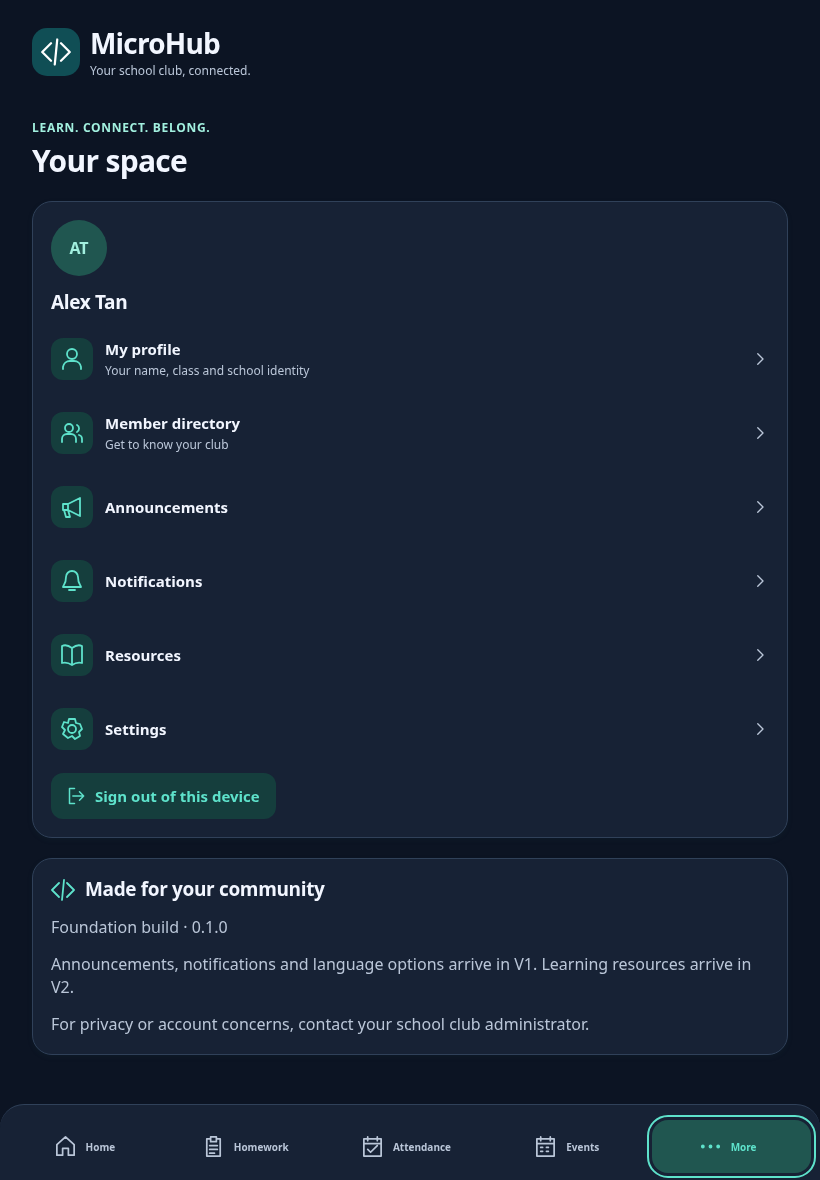 MicroHub
Your school club, connected.
LEARN. CONNECT. BELONG.
Your space
AT
Alex Tan
My profile
Your name, class and school identity
Member directory
Get to know your club
Announcements
Notifications
Resources
Settings
Sign out of this device
Made for your community
Foundation build · 0.1.0
Announcements, notifications and language options arrive in V1. Learning resources arrive in
V2.
For privacy or account concerns, contact your school club administrator.
Home Homework Attendance Events More